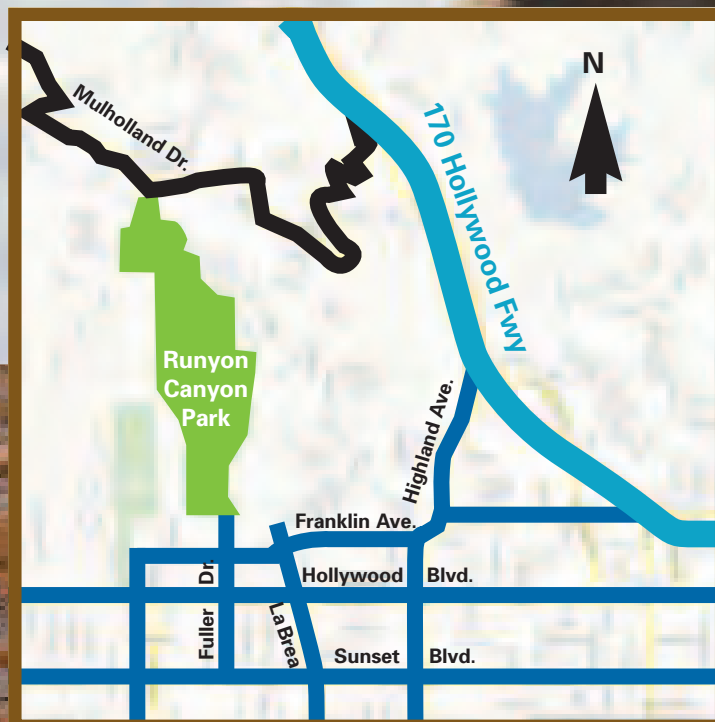 N
Mulholland Dr.
170 Hollywood Fwy
Runyon
Canyon
Park
Highland Ave.
Franklin Ave.
Hollywood Blvd.
Fuller Dr.
La Brea
Sunset Blvd.